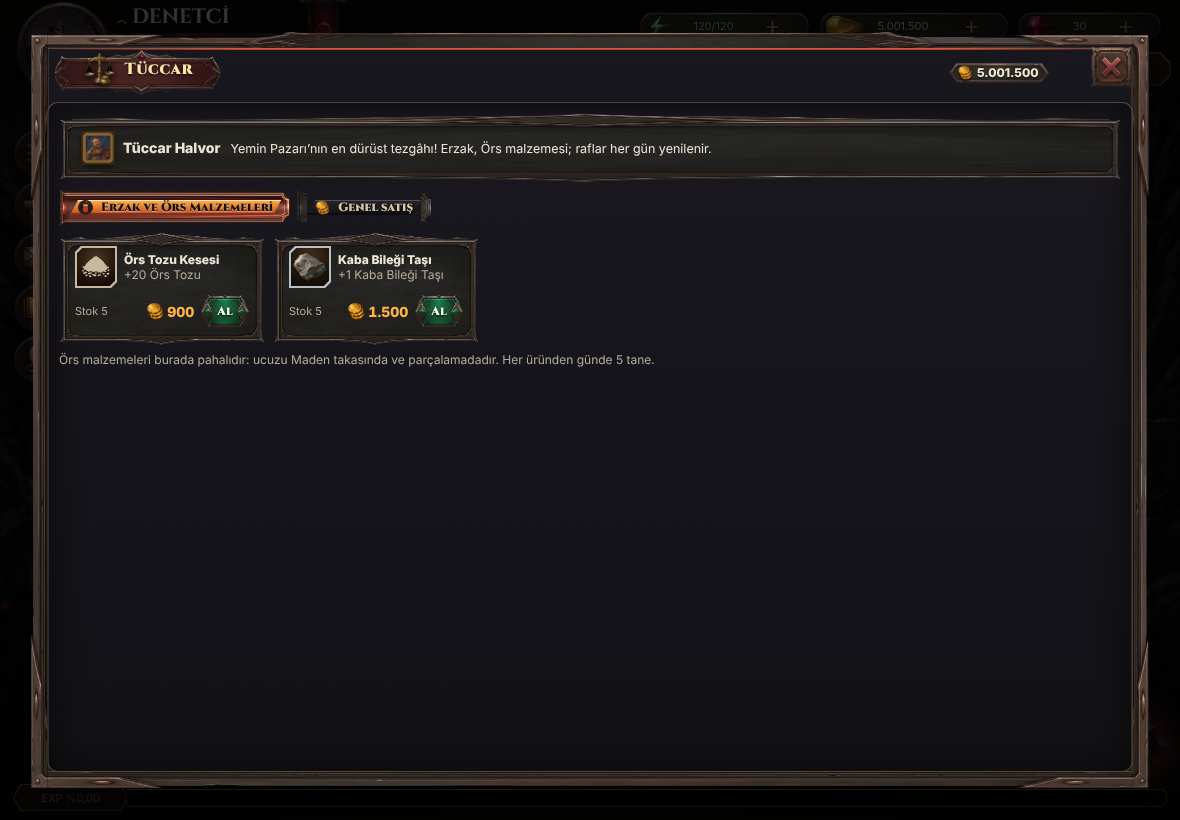 DENETCİ
120/120
5.001.500
30
TÜCCAR
5.001.500
Tüccar Halvor Yemin Pazarı'nın en dürüst tezgâhı! Erzak, Örs malzemesi; raflar her gün yenilenir.
ERZAK VE ÖRS MALZEMELERİ
GENEL SATIŞ
Örs Tozu Kesesi
+20 Örs Tozu
Stok 5
900
AL
Kaba Bileği Taşı
+1 Kaba Bileği Taşı
Stok 5
1.500
AL
Örs malzemeleri burada pahalıdır: ucuzu Maden takasında ve parçalamadadır. Her üründen günde 5 tane.
EXP %0,00